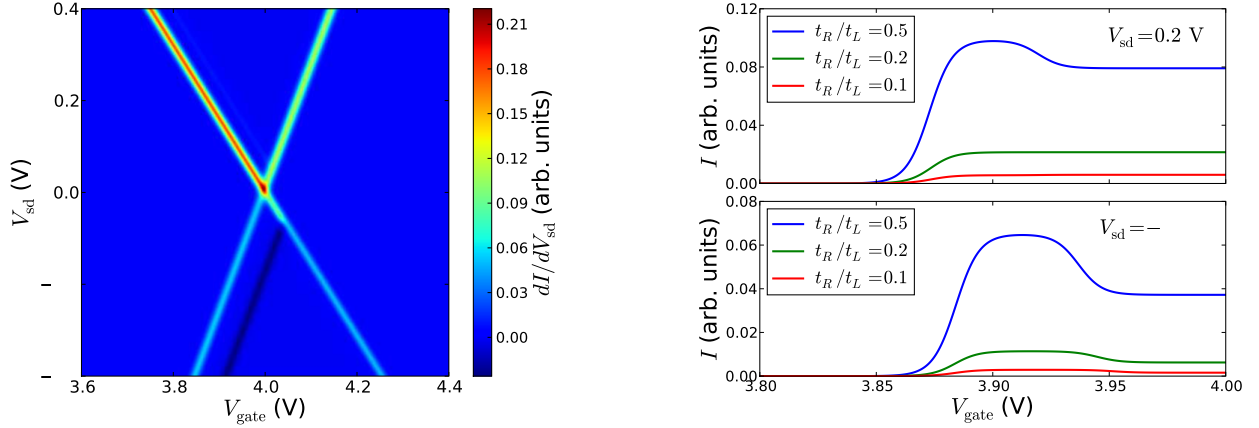 0.4
0.2
0.0
–
–
V_sd (V)
3.6 3.8 4.0 4.2 4.4
V_gate (V)
0.21
0.18
0.15
0.12
0.09
0.06
0.03
0.00
dI/dV_sd (arb. units)
0.12
0.08
0.04
0.00
I (arb. units)
t_R/t_L=0.5
t_R/t_L=0.2
t_R/t_L=0.1
V_sd=0.2 V
0.08
0.06
0.04
0.02
0.00
I (arb. units)
t_R/t_L=0.5
t_R/t_L=0.2
t_R/t_L=0.1
V_sd=–
3.80 3.85 3.90 3.95 4.00
V_gate (V)